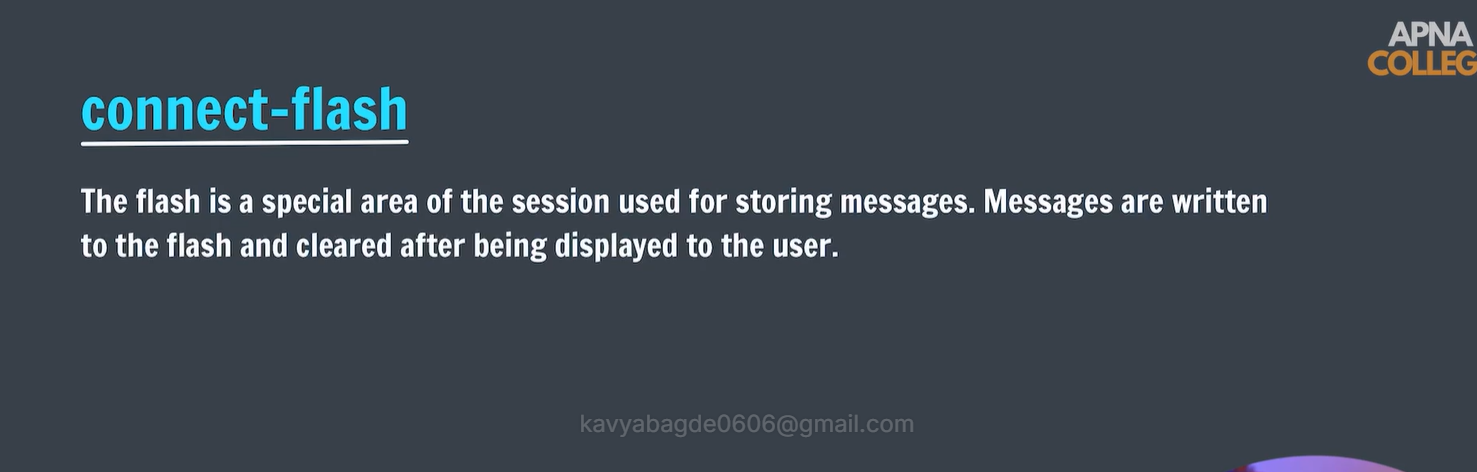 APNA
COLLEG
connect-flash
The flash is a special area of the session used for storing messages. Messages are written
to the flash and cleared after being displayed to the user.
kavyabagde0606@gmail.com